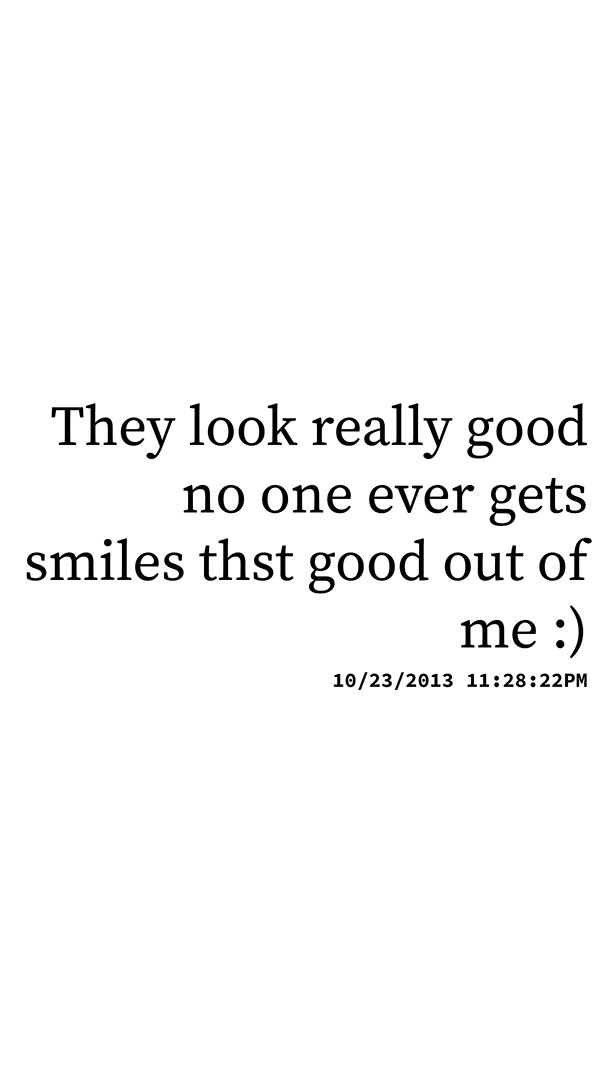 They look really good
no one ever gets
smiles thst good out of
me :)
10/23/2013 11:28:22PM